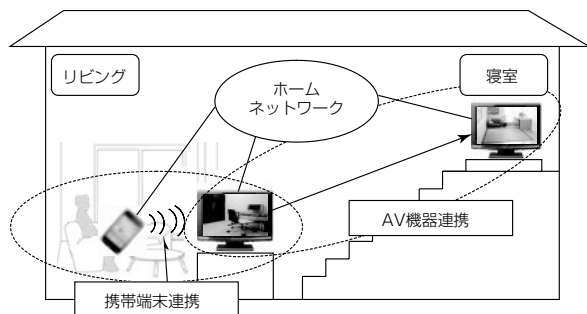 リビング
ホーム
ネットワーク
寝室
AV機器連携
携帯端末連携